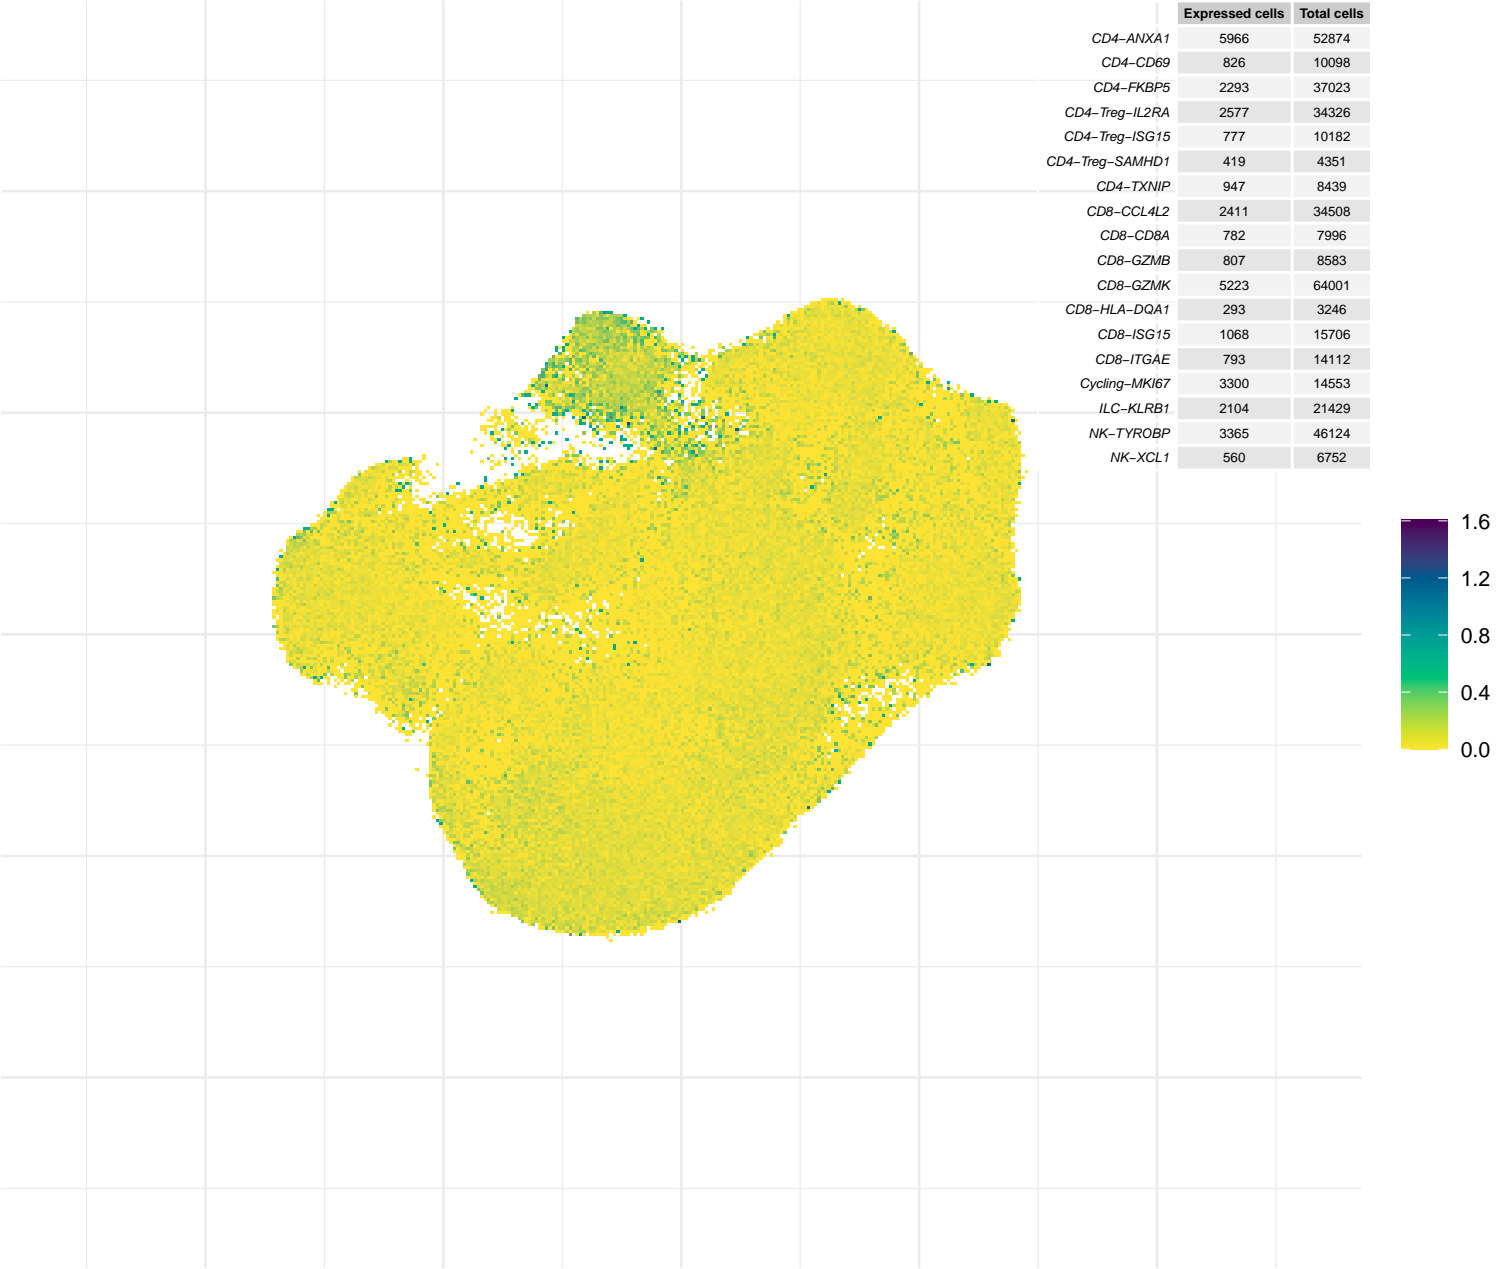 Expressed cells Total cells
CD4−ANXA1 5966 52874
CD4−CD69 826 10098
CD4−FKBP5 2293 37023
CD4−Treg−IL2RA 2577 34326
CD4−Treg−ISG15 777 10182
CD4−Treg−SAMHD1 419 4351
CD4−TXNIP 947 8439
CD8−CCL4L2 2411 34508
CD8−CD8A 782 7996
CD8−GZMB 807 8583
CD8−GZMK 5223 64001
CD8−HLA−DQA1 293 3246
CD8−ISG15 1068 15706
CD8−ITGAE 793 14112
Cycling−MKI67 3300 14553
ILC−KLRB1 2104 21429
NK−TYROBP 3365 46124
NK−XCL1 560 6752
1.6
1.2
0.8
0.4
0.0